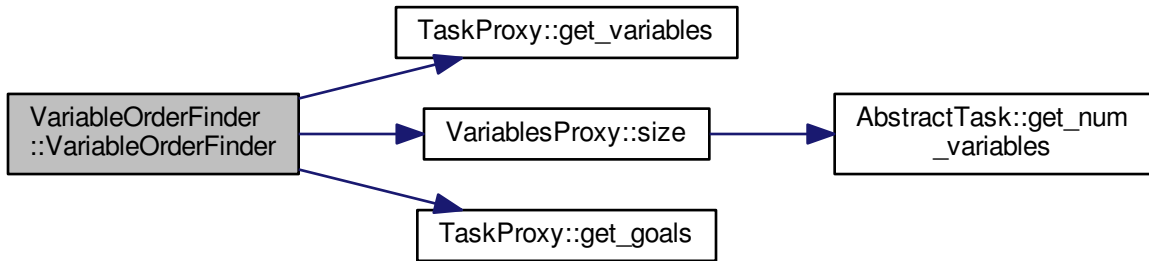 TaskProxy::get_variables
VariableOrderFinder
::VariableOrderFinder
VariablesProxy::size
AbstractTask::get_num
_variables
TaskProxy::get_goals